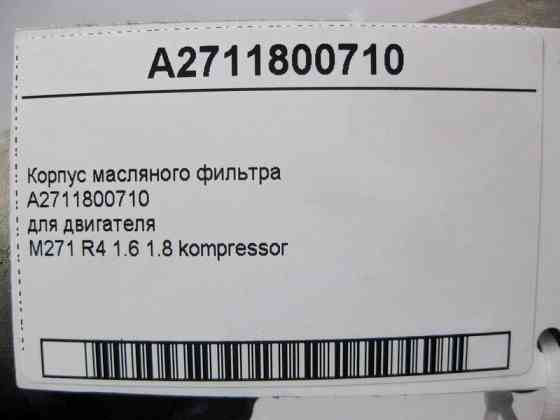 A2711800710
Корпус масляного фильтра
A2711800710
для двигателя
M271 R4 1.6 1.8 kompressor